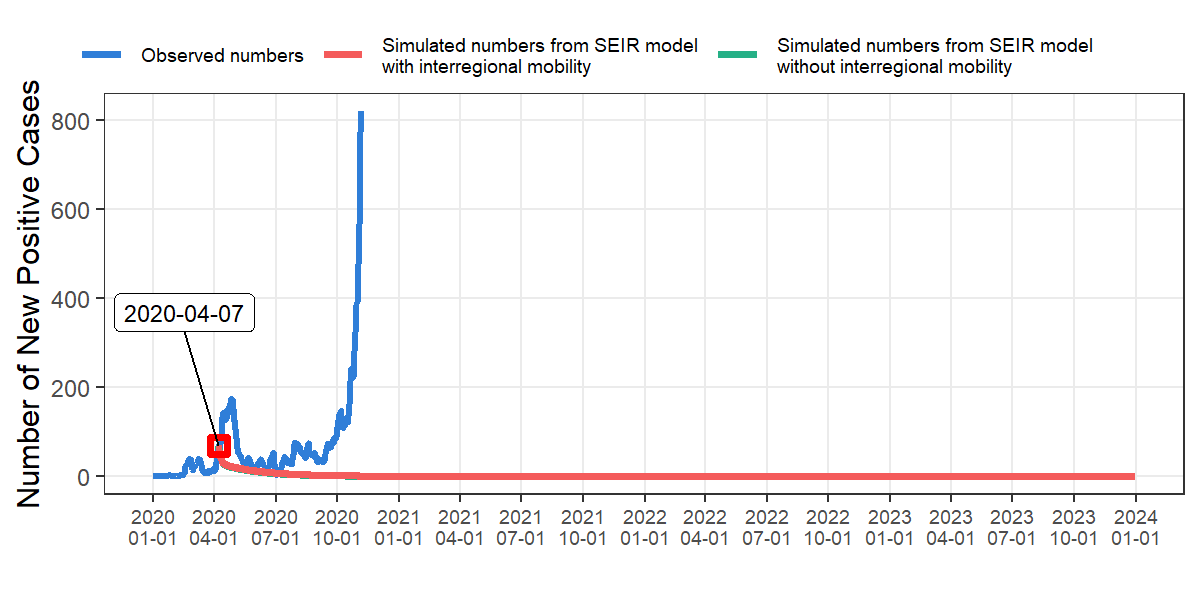 Observed numbers
Simulated numbers from SEIR model
with interregional mobility
Simulated numbers from SEIR model
without interregional mobility
Number of New Positive Cases
800
600
400
200
0
2020-04-07
2020 2020 2020 2020 2021 2021 2021 2021 2022 2022 2022 2022 2023 2023 2023 2023 2024
01-01 04-01 07-01 10-01 01-01 04-01 07-01 10-01 01-01 04-01 07-01 10-01 01-01 04-01 07-01 10-01 01-01